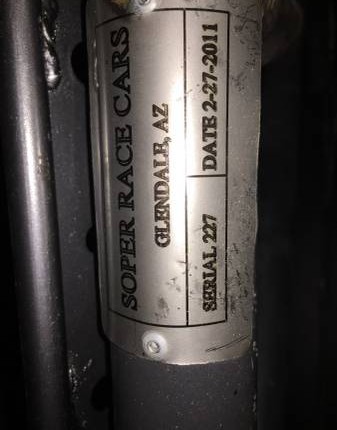 SOPER RACE CARS
GLENDALE, AZ
SERIAL 227
DATE 2-27-2011